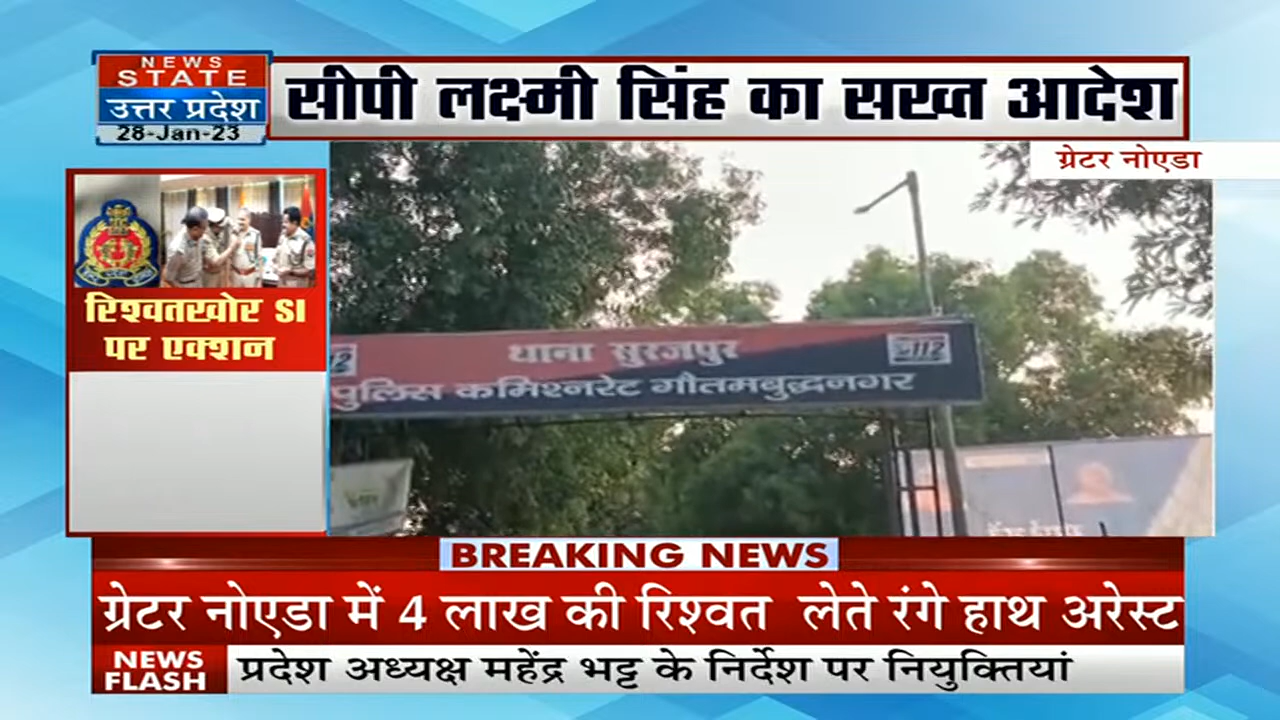 NEWS
STATE
उत्तर प्रदेश
28-Jan-23
सीपी लक्ष्मी सिंह का सख्त आदेश
ग्रेटर नोएडा
रिश्वतखोर SI
पर एक्शन
थाना सुरजपुर
112
112
पुलिस कमिश्नरेट गौतमबुद्धनगर
BREAKING NEWS
ग्रेटर नोएडा में 4 लाख की रिश्वत लेते रंगे हाथ अरेस्ट
NEWS
FLASH
प्रदेश अध्यक्ष महेंद्र भट्ट के निर्देश पर नियुक्तियां